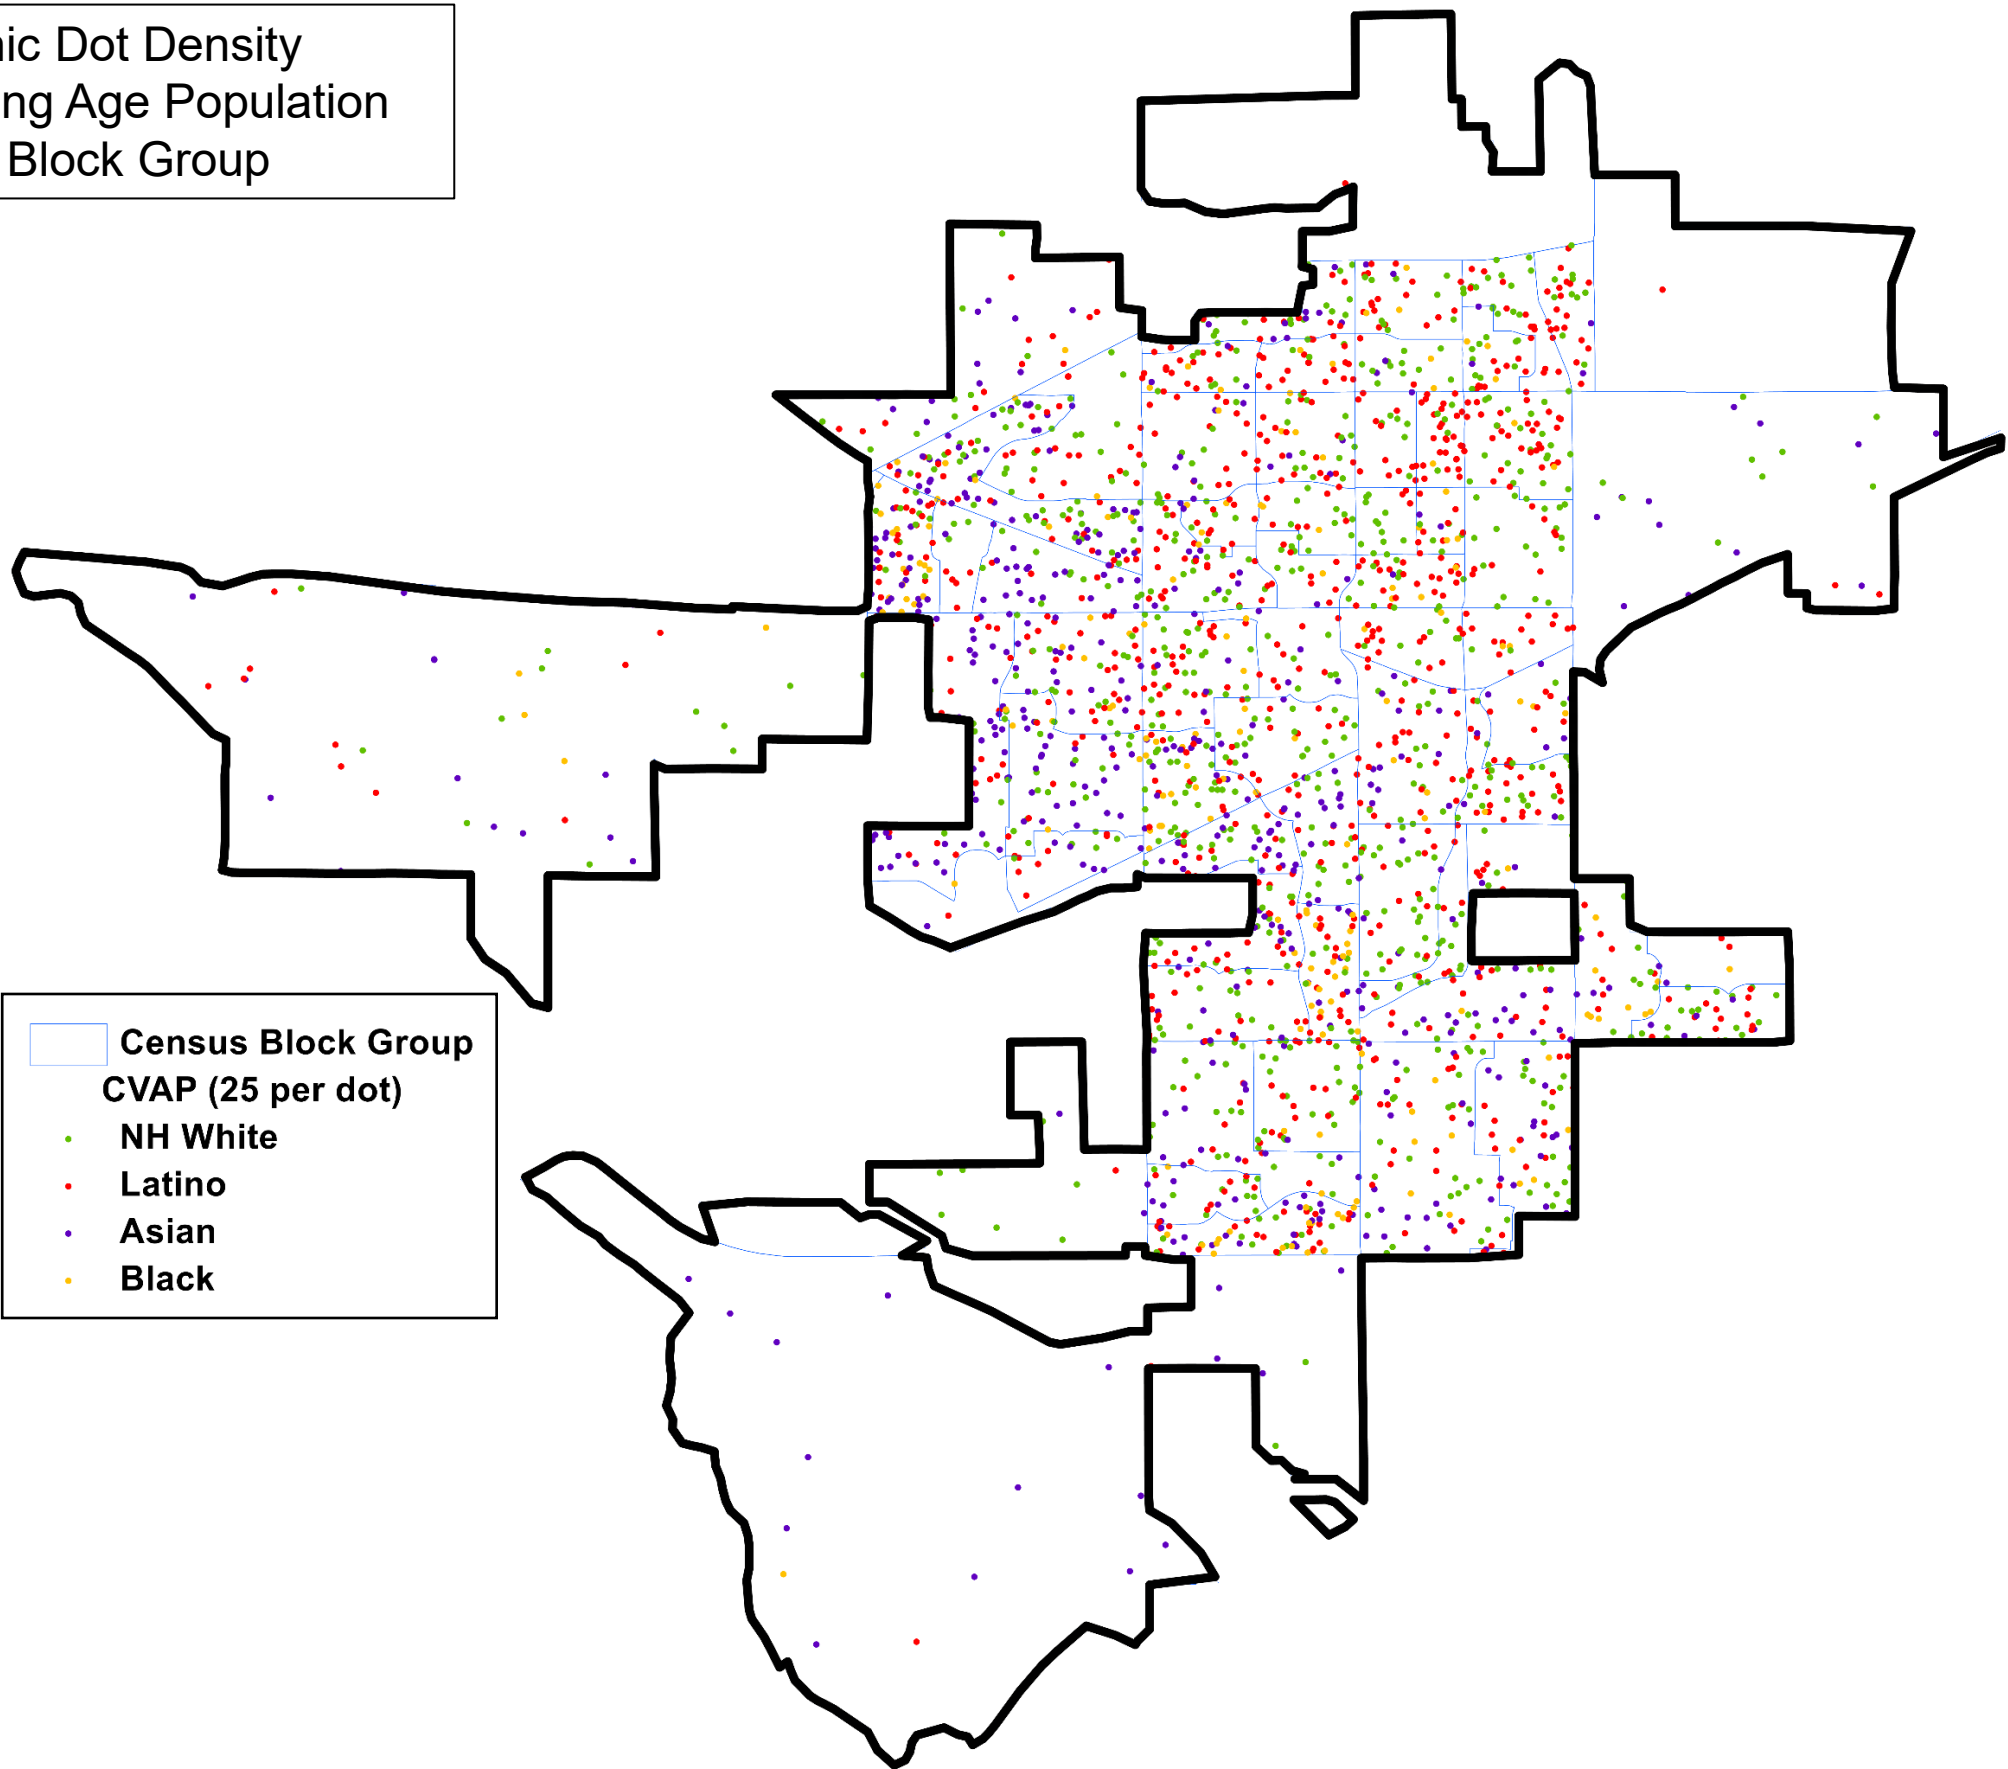 nic Dot Density
ng Age Population
Block Group
Census Block Group
CVAP (25 per dot)
NH White
Latino
Asian
Black